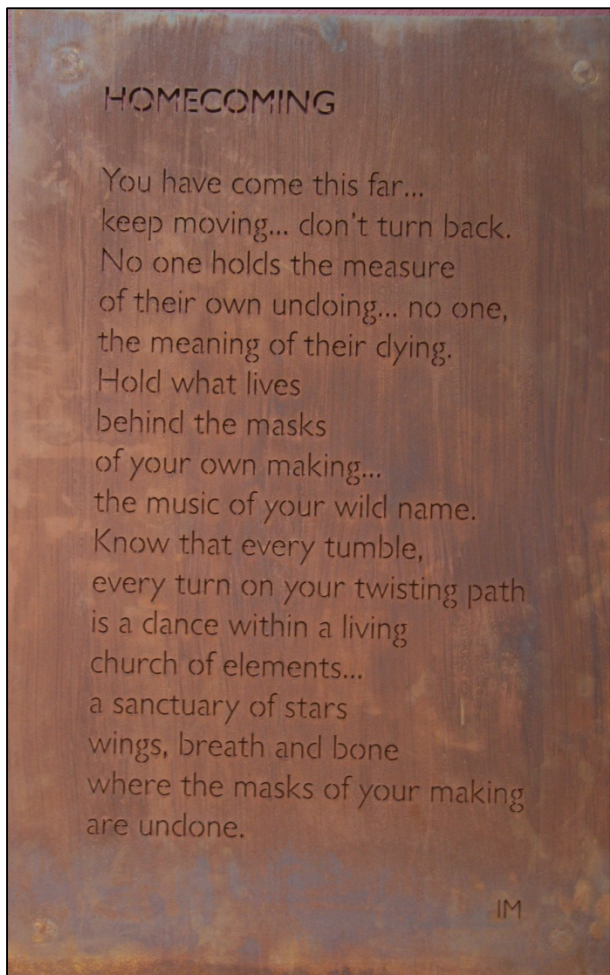 HOMECOMING
You have come this far...
keep moving... don't turn back.
No one holds the measure
of their own undoing... no one,
the meaning of their dying.
Hold what lives
behind the masks
of your own making...
the music of your wild name.
Know that every tumble,
every turn on your twisting path
is a dance within a living
church of elements...
a sanctuary of stars
wings, breath and bone
where the masks of your making
are undone.
IM